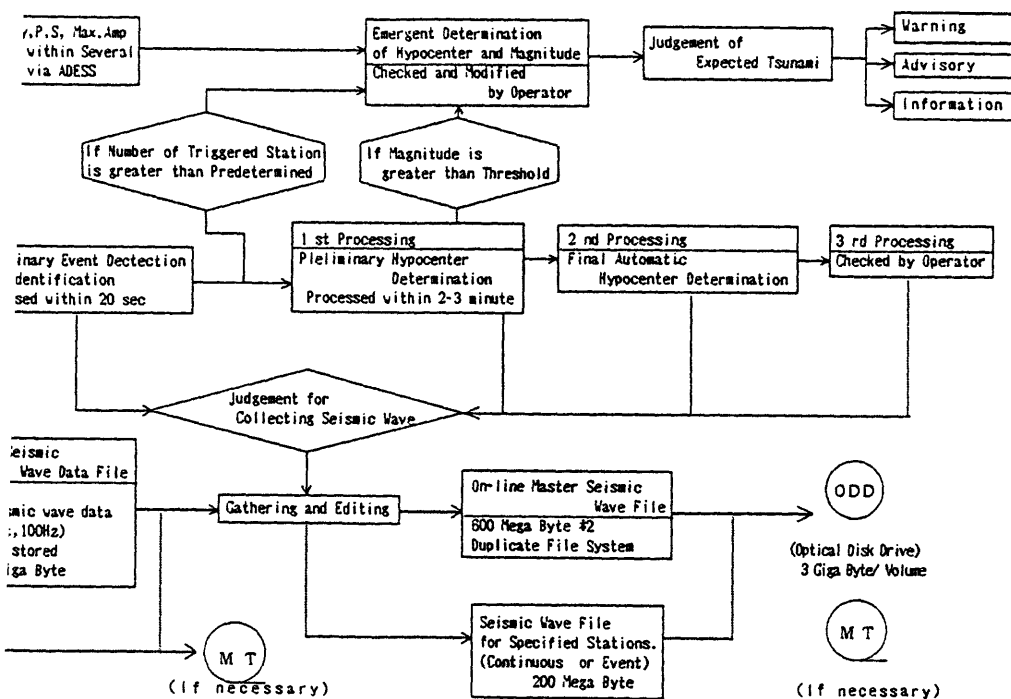 y.P.S, Max.Amp
within Several
via ADESS
Emergent Determination
of Hypocenter and Magnitude
Checked and Modified
by Operator
Judgement of
Expected Tsunami
Warning
Advisory
Information
If Number of Triggered Station
is greater than Predetermined
If Magnitude is
greater than Threshold
inary Event Dectection
dentification
sed within 20 sec
1 st Processing
Pleliminary Hypocenter
Determination
Processed within 2-3 minute
2 nd Processing
Final Automatic
Hypocenter Determination
3 rd Processing
Checked by Operator
Judgement for
Collecting Seismic Wave
Seismic
Wave Data File
smic wave data
,100Hz)
stored
iga Byte
Gathering and Editing
On-line Master Seismic
Wave File
600 Mega Byte #2
Duplicate File System
ODD
(Optical Disk Drive)
3 Giga Byte/ Volume
Seismic Wave File
for Specified Stations.
(Continuous or Event)
200 Mega Byte
M T
(If necessary)
M T
(If necessary)